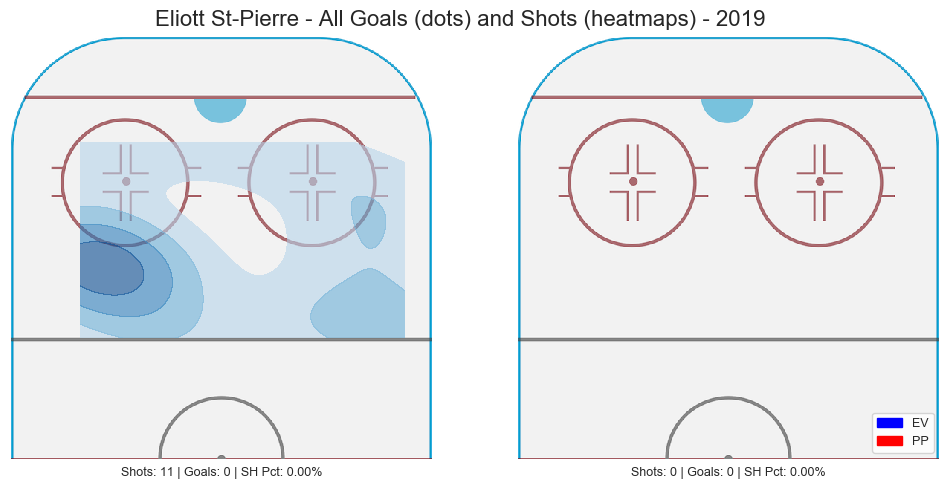 Eliott St-Pierre - All Goals (dots) and Shots (heatmaps) - 2019
EV
PP
Shots: 11 | Goals: 0 | SH Pct: 0.00%
Shots: 0 | Goals: 0 | SH Pct: 0.00%